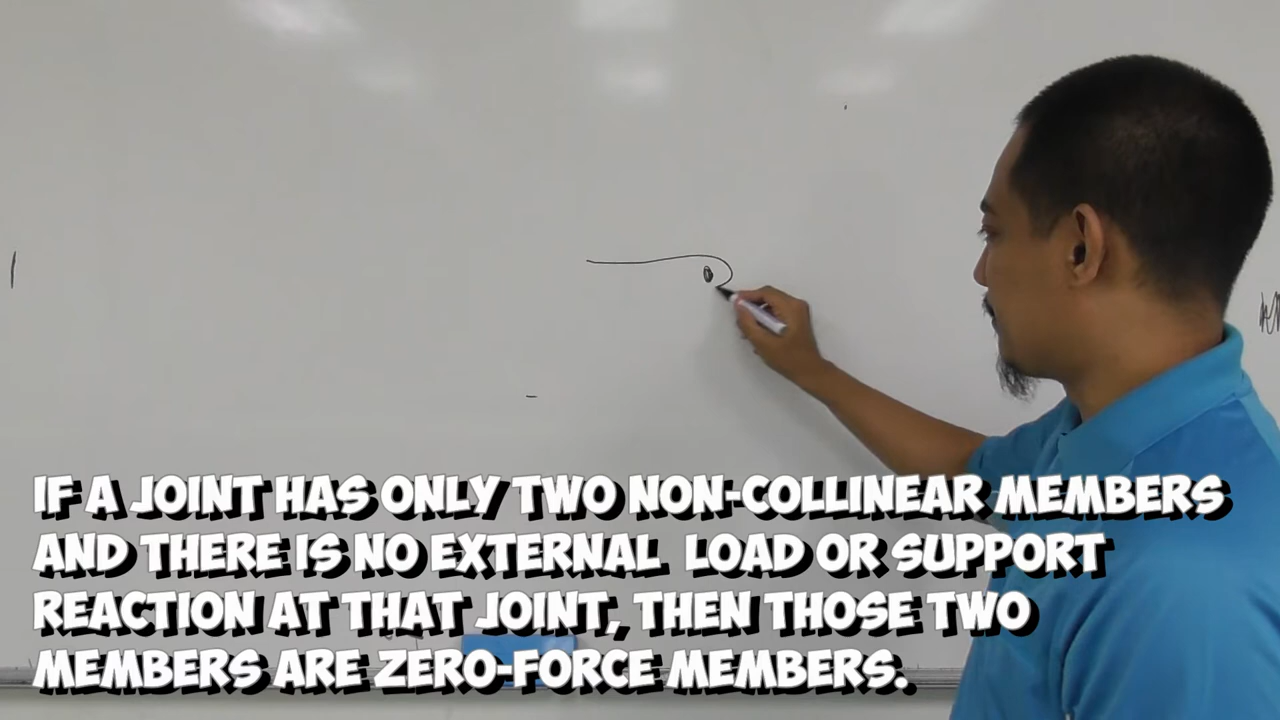 IF A JOINT HAS ONLY TWO NON-COLLINEAR MEMBERS
AND THERE IS NO EXTERNAL LOAD OR SUPPORT
REACTION AT THAT JOINT, THEN THOSE TWO
MEMBERS ARE ZERO-FORCE MEMBERS.